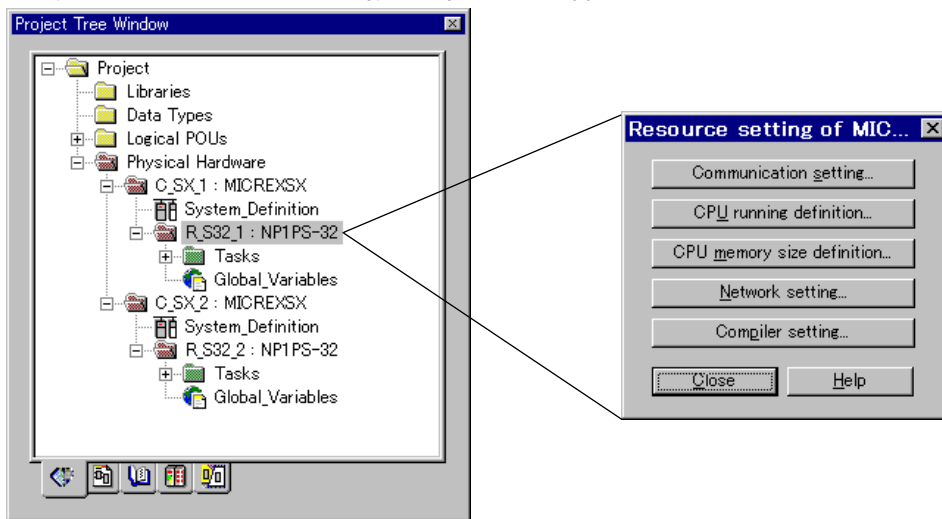 Project Tree Window
Project
Libraries
Data Types
Logical POUs
Physical Hardware
C_SX_1 : MICREXSX
System_Definition
R_S32_1 : NP1PS-32
Tasks
Global_Variables
C_SX_2 : MICREXSX
System_Definition
R_S32_2 : NP1PS-32
Tasks
Global_Variables
Resource setting of MIC...
Communication setting...
CPU running definition...
CPU memory size definition...
Network setting...
Compiler setting...
Close Help